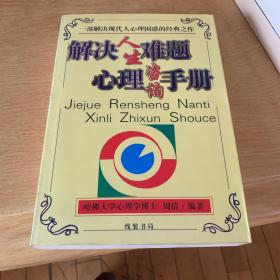 一部解决现代人心理困惑的经典之作
解决人生难题
心理咨询手册
Jiejue Rensheng Nanti
Xinli Zhixun Shouce
哈佛大学心理学博士 周倩/编著
线装书局